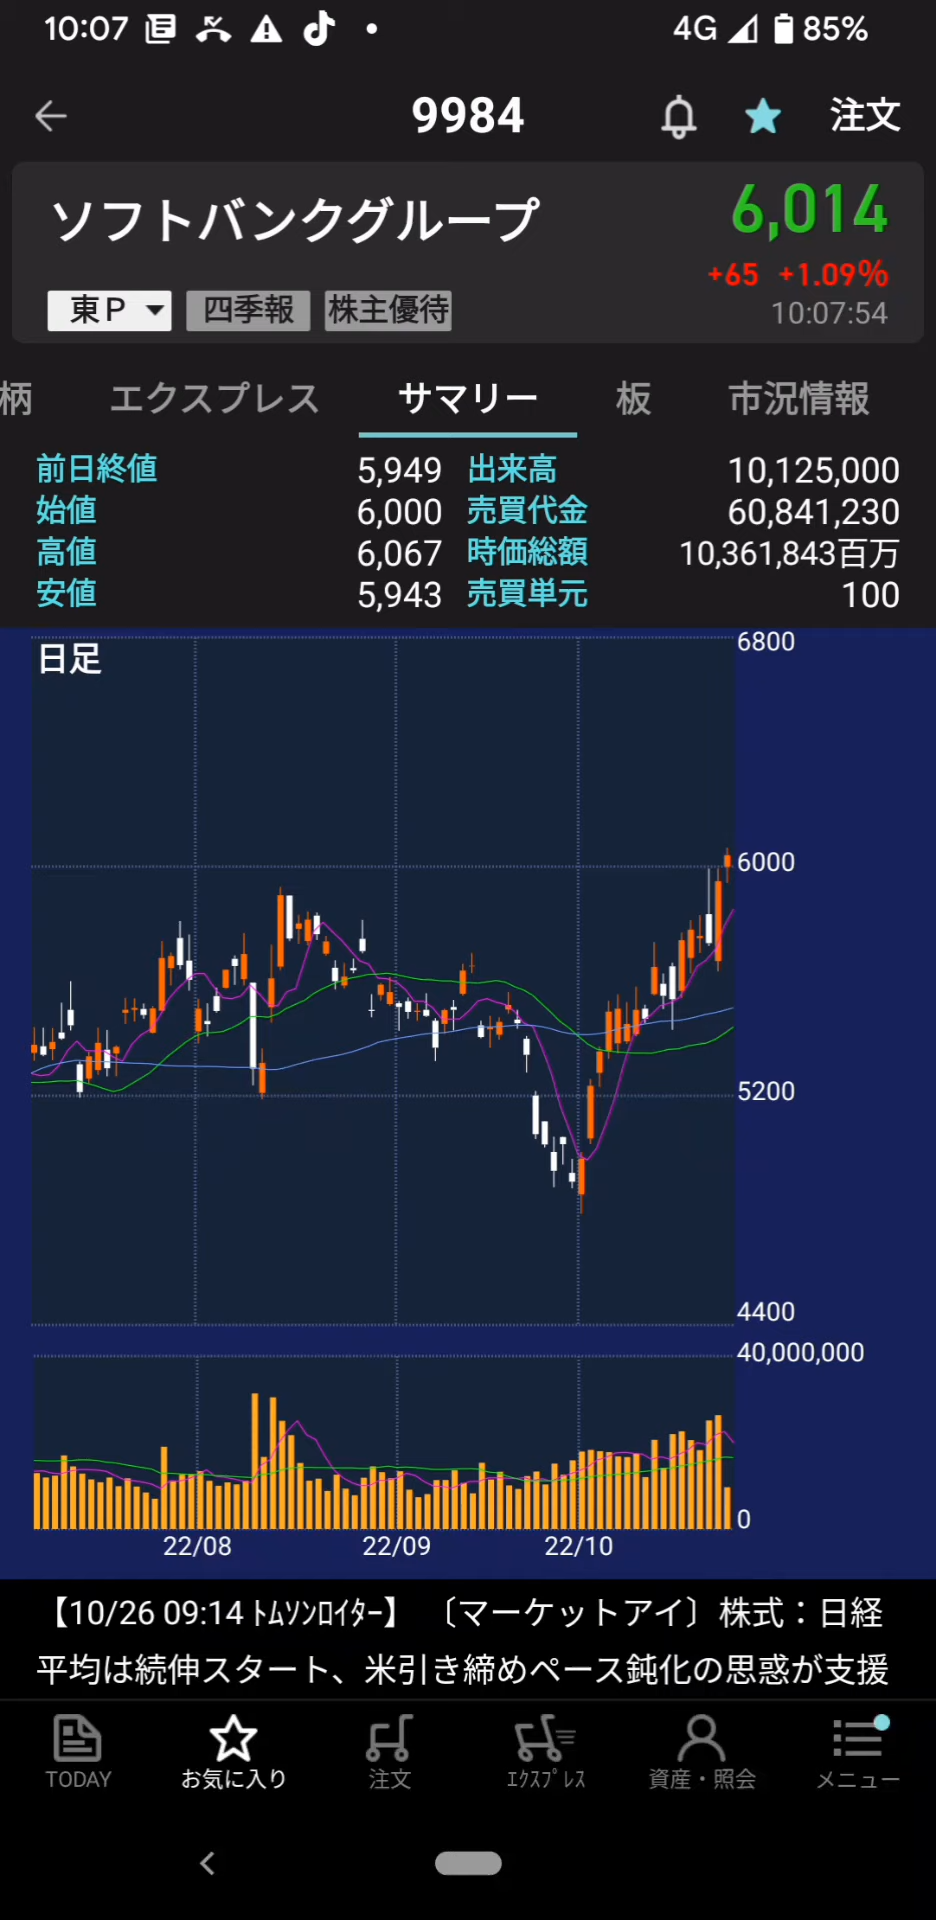 10:07
4G 85%
9984
注文
ソフトバンクグループ
6,014
+65 +1.09%
東P 四季報 株主優待
10:07:54
柄 エクスプレス サマリー 板 市況情報
前日終値 5,949 出来高 10,125,000
始値 6,000 売買代金 60,841,230
高値 6,067 時価総額 10,361,843百万
安値 5,943 売買単元 100
日足
6800
6000
5200
4400
40,000,000
0
22/08 22/09 22/10
【10/26 09:14 ﾄﾑｿﾝﾛｲﾀｰ】 〔マーケットアイ〕株式：日経
平均は続伸スタート、米引き締めペース鈍化の思惑が支援
TODAY お気に入り 注文 ｴｸｽﾌﾟﾚｽ 資産・照会 メニュー